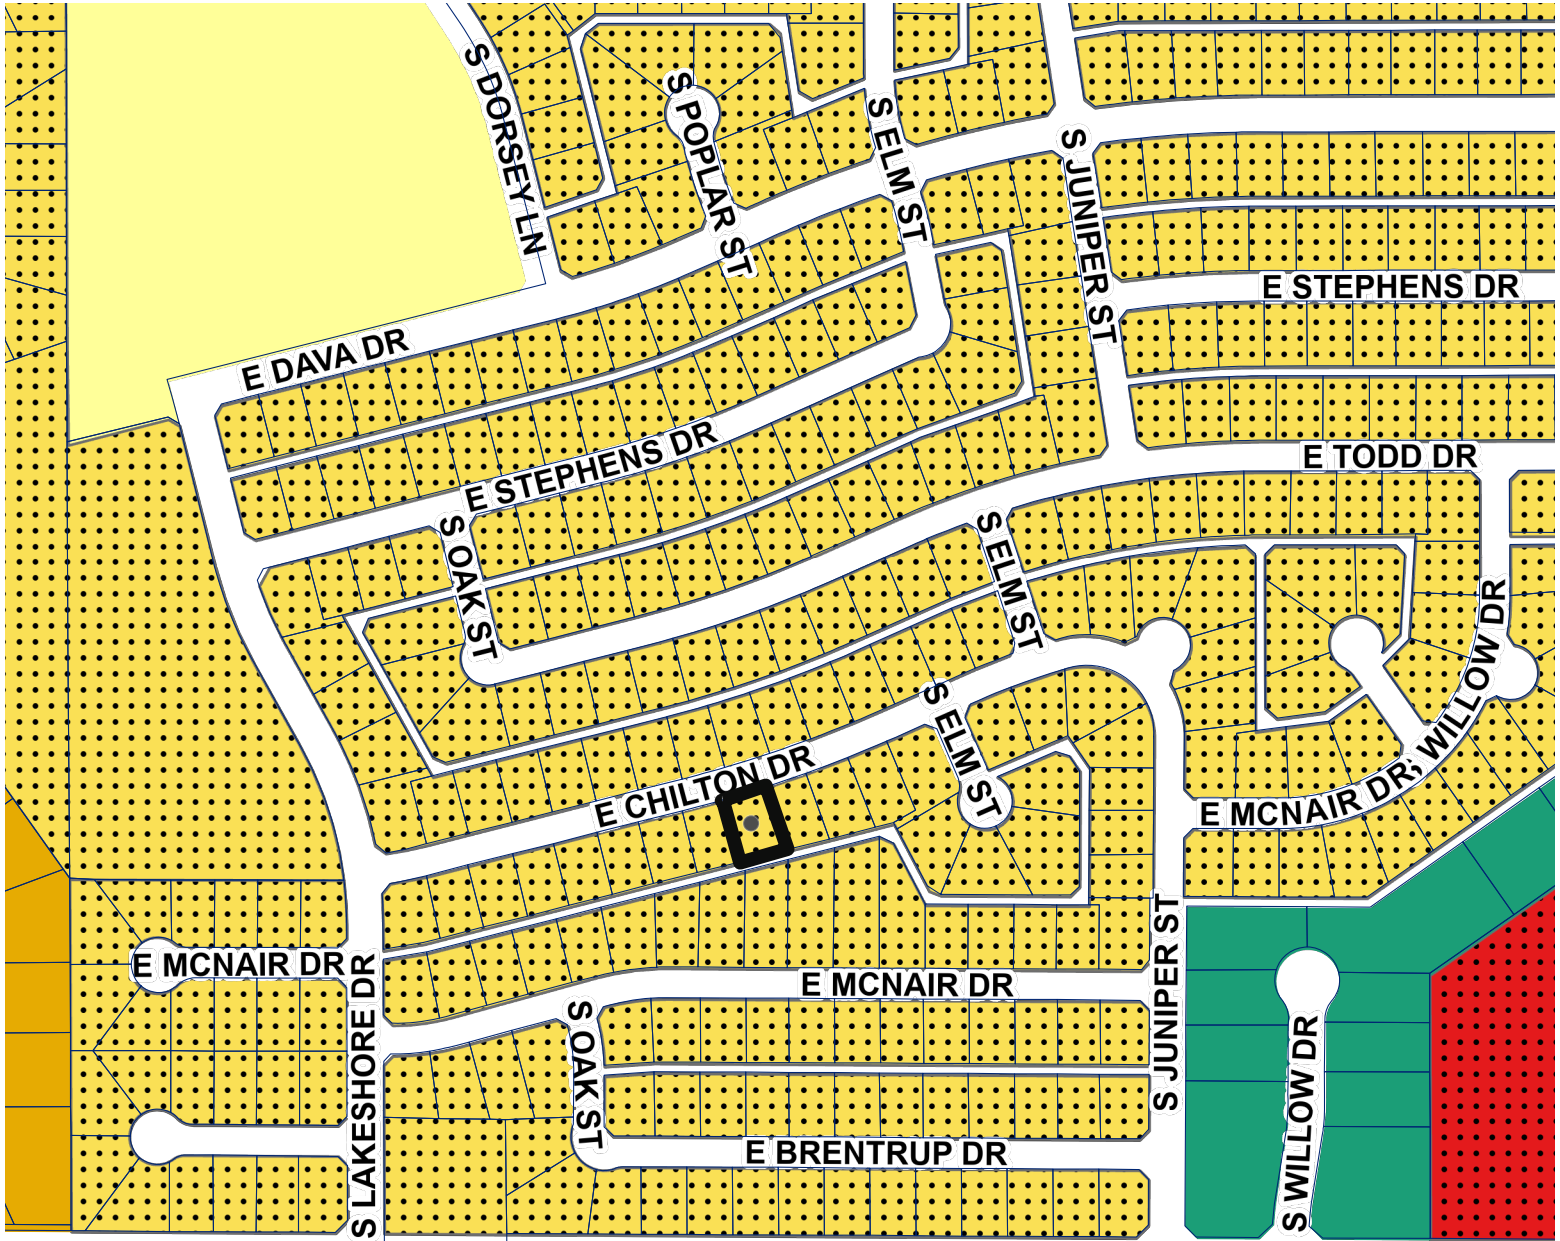 S DORSEY LN
S POPLAR ST
S ELM ST
S JUNIPER ST
E STEPHENS DR
E DAVA DR
E STEPHENS DR
E TODD DR
S OAK ST
S ELM ST
S WILLOW DR
S ELM ST
E CHILTON DR
E MCNAIR DR
E MCNAIR DR
E MCNAIR DR
S JUNIPER ST
S LAKESHORE DR
S OAK ST
E BRENTRUP DR
S WILLOW DR